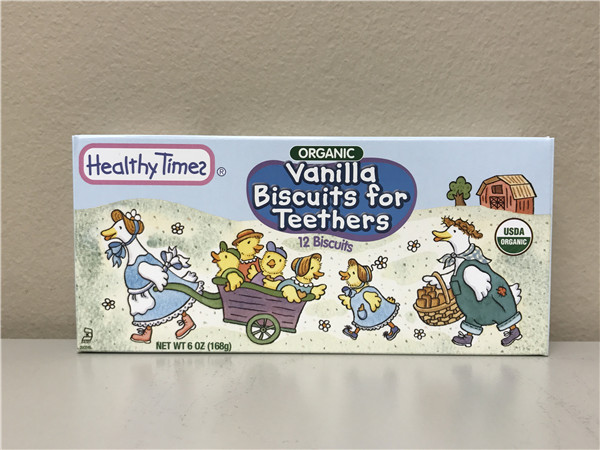 Healthy Times ®
ORGANIC
Vanilla
Biscuits for
Teethers
12 Biscuits
USDA
ORGANIC
NET WT 6 OZ (168g)